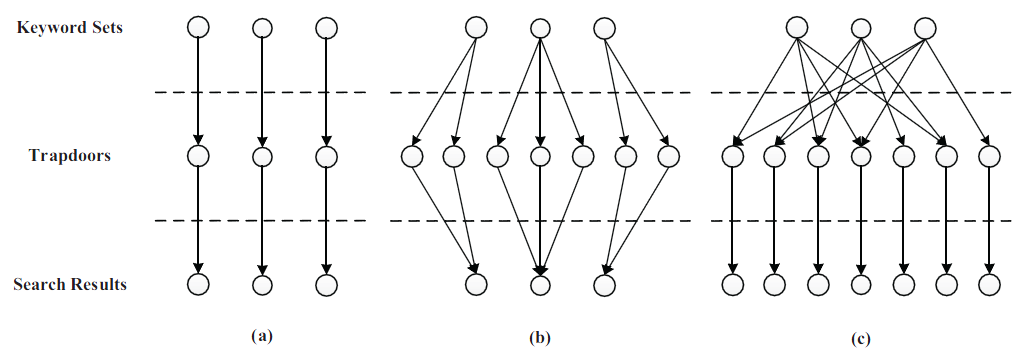 Keyword Sets
Trapdoors
Search Results
(a)
(b)
(c)